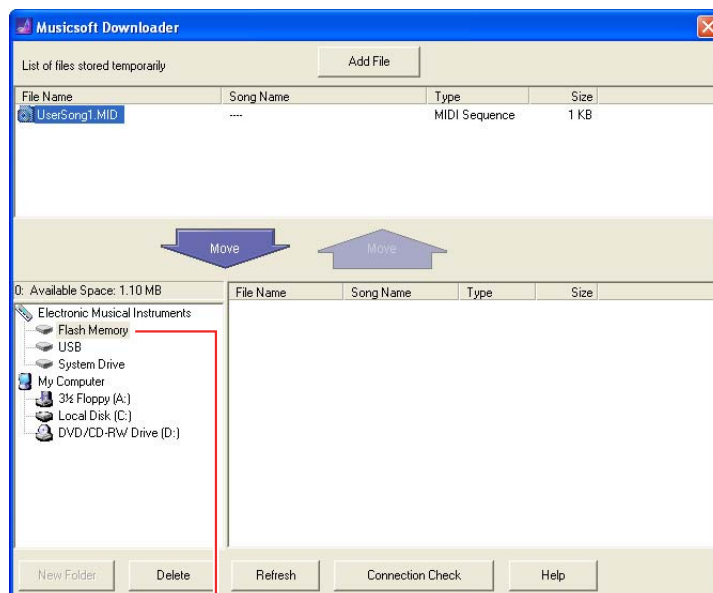 Musicsoft Downloader
List of files stored temporarily
Add File
File Name Song Name Type Size
UserSong1.MID ---- MIDI Sequence 1 KB
Move Move
0: Available Space: 1.10 MB
File Name Song Name Type Size
Electronic Musical Instruments
Flash Memory
USB
System Drive
My Computer
3½ Floppy (A:)
Local Disk (C:)
DVD/CD-RW Drive (D:)
New Folder Delete Refresh Connection Check Help